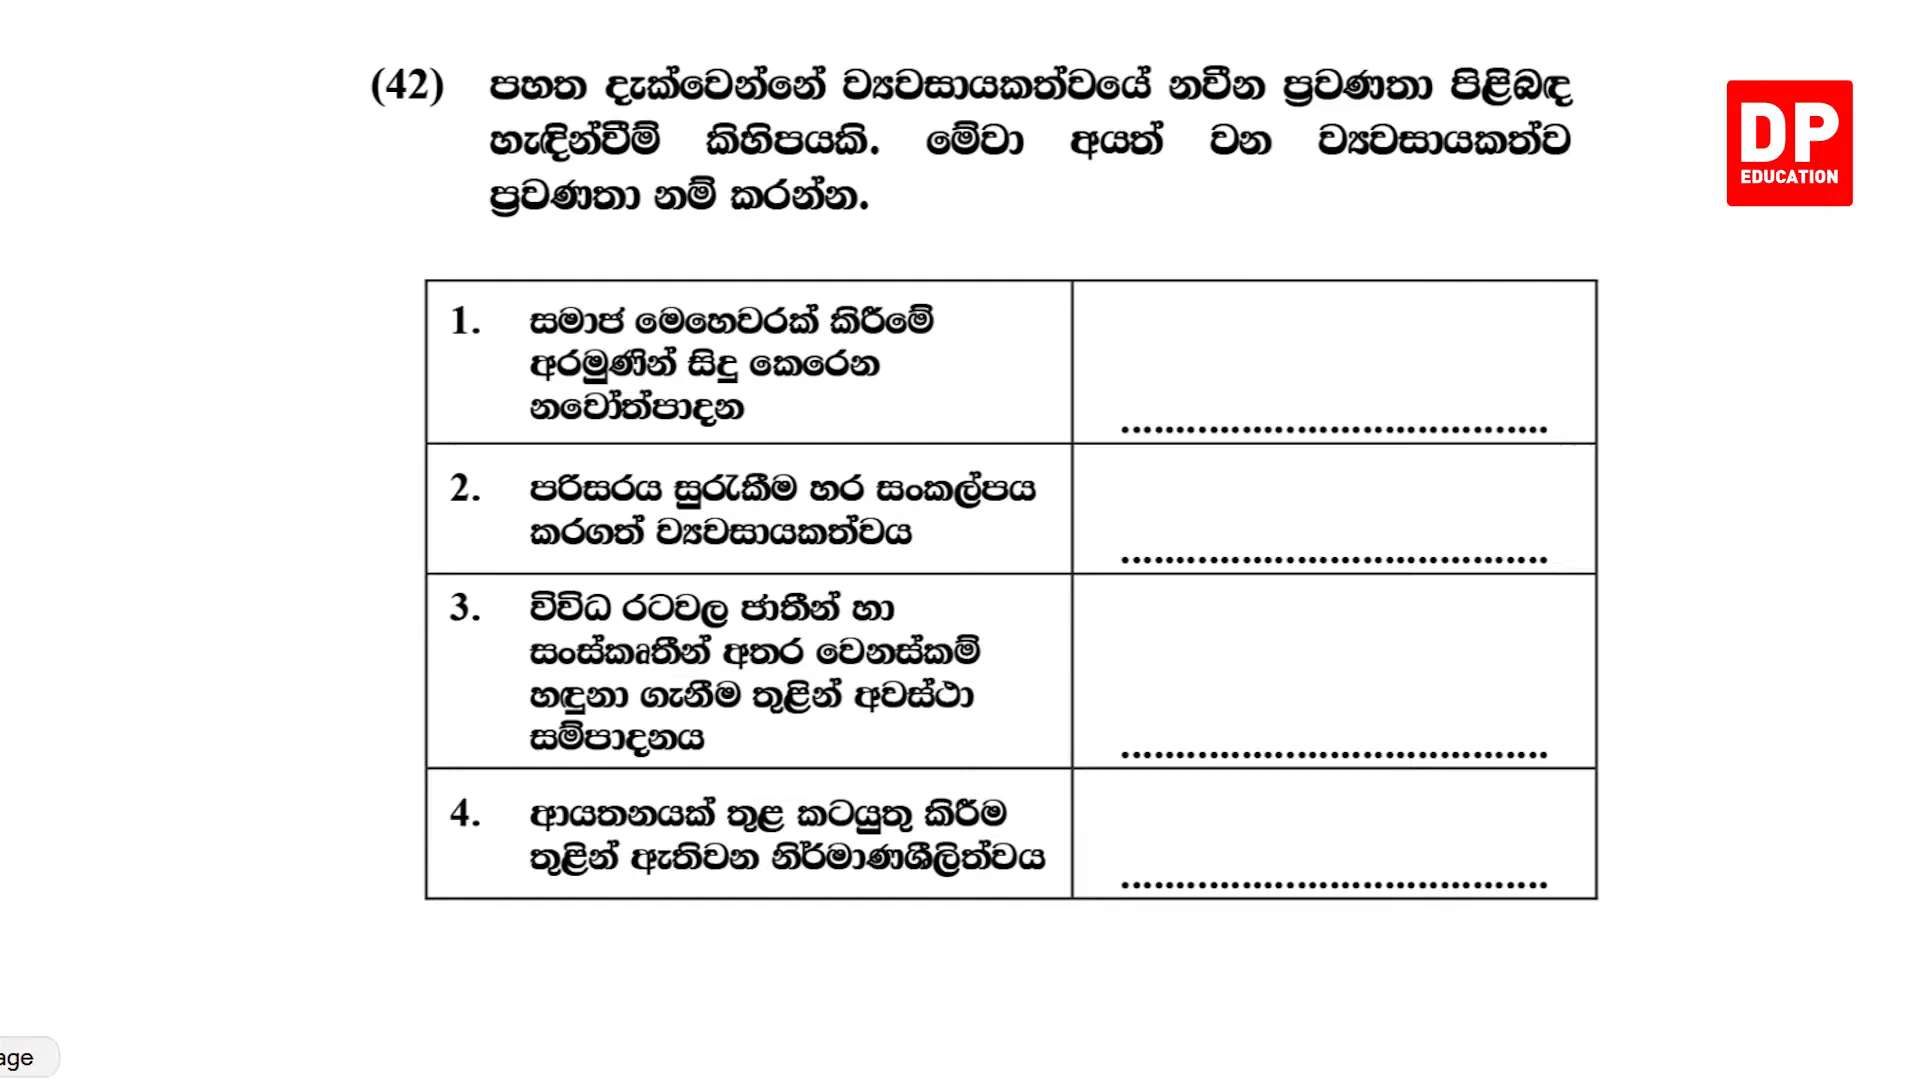 (42) පහත දැක්වෙන්නේ ව්‍යවසායකත්වයේ නවීන ප්‍රවණතා පිළිබඳ
හැඳින්වීම් කිහිපයකි. මේවා අයත් වන ව්‍යවසායකත්ව
ප්‍රවණතා නම් කරන්න.
DP
EDUCATION
1. සමාජ මෙහෙවරක් කිරීමේ
අරමුණින් සිදු කෙරෙන
නවෝත්පාදන
........................................
2. පරිසරය සුරැකීම හර සංකල්පය
කරගත් ව්‍යවසායකත්වය
........................................
3. විවිධ රටවල ජාතීන් හා
සංස්කෘතීන් අතර වෙනස්කම්
හඳුනා ගැනීම තුළින් අවස්ථා
සම්පාදනය
........................................
4. ආයතනයක් තුළ කටයුතු කිරීම
තුළින් ඇතිවන නිර්මාණශීලිත්වය
........................................
age